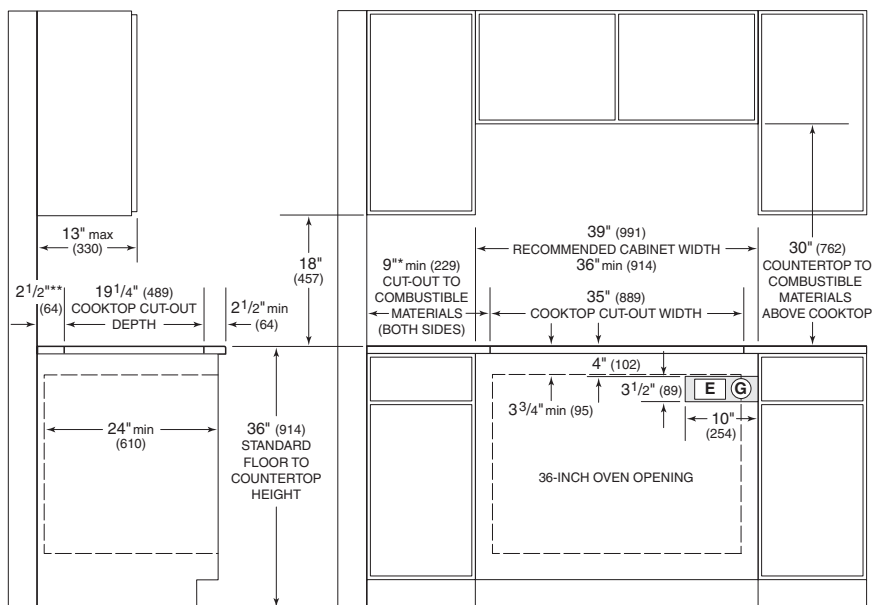 13" max
(330)
18"
(457)
39" (991)
RECOMMENDED CABINET WIDTH
36" min (914)
30" (762)
COUNTERTOP TO
COMBUSTIBLE
MATERIALS
ABOVE COOKTOP
9"* min (229)
CUT-OUT TO
COMBUSTIBLE
MATERIALS
(BOTH SIDES)
2 1/2"**
(64)
19 1/4" (489)
COOKTOP CUT-OUT
DEPTH
2 1/2" min
(64)
35" (889)
COOKTOP CUT-OUT WIDTH
4" (102)
3 1/2" (89)
E
G
3 3/4" min (95)
10"
(254)
24" min
(610)
36" (914)
STANDARD
FLOOR TO
COUNTERTOP
HEIGHT
36-INCH OVEN OPENING